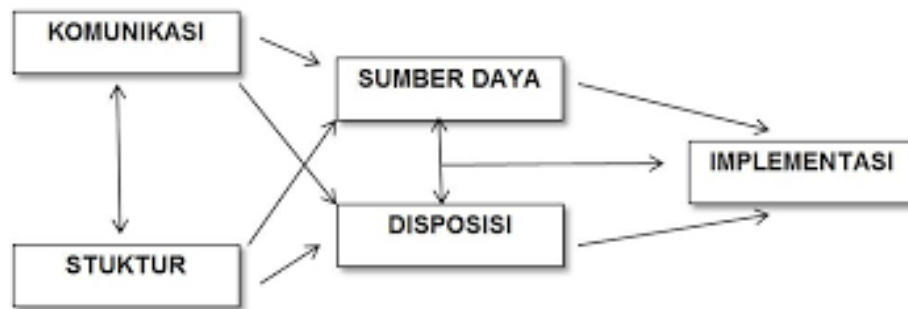 KOMUNIKASI
SUMBER DAYA
IMPLEMENTASI
DISPOSISI
STUKTUR